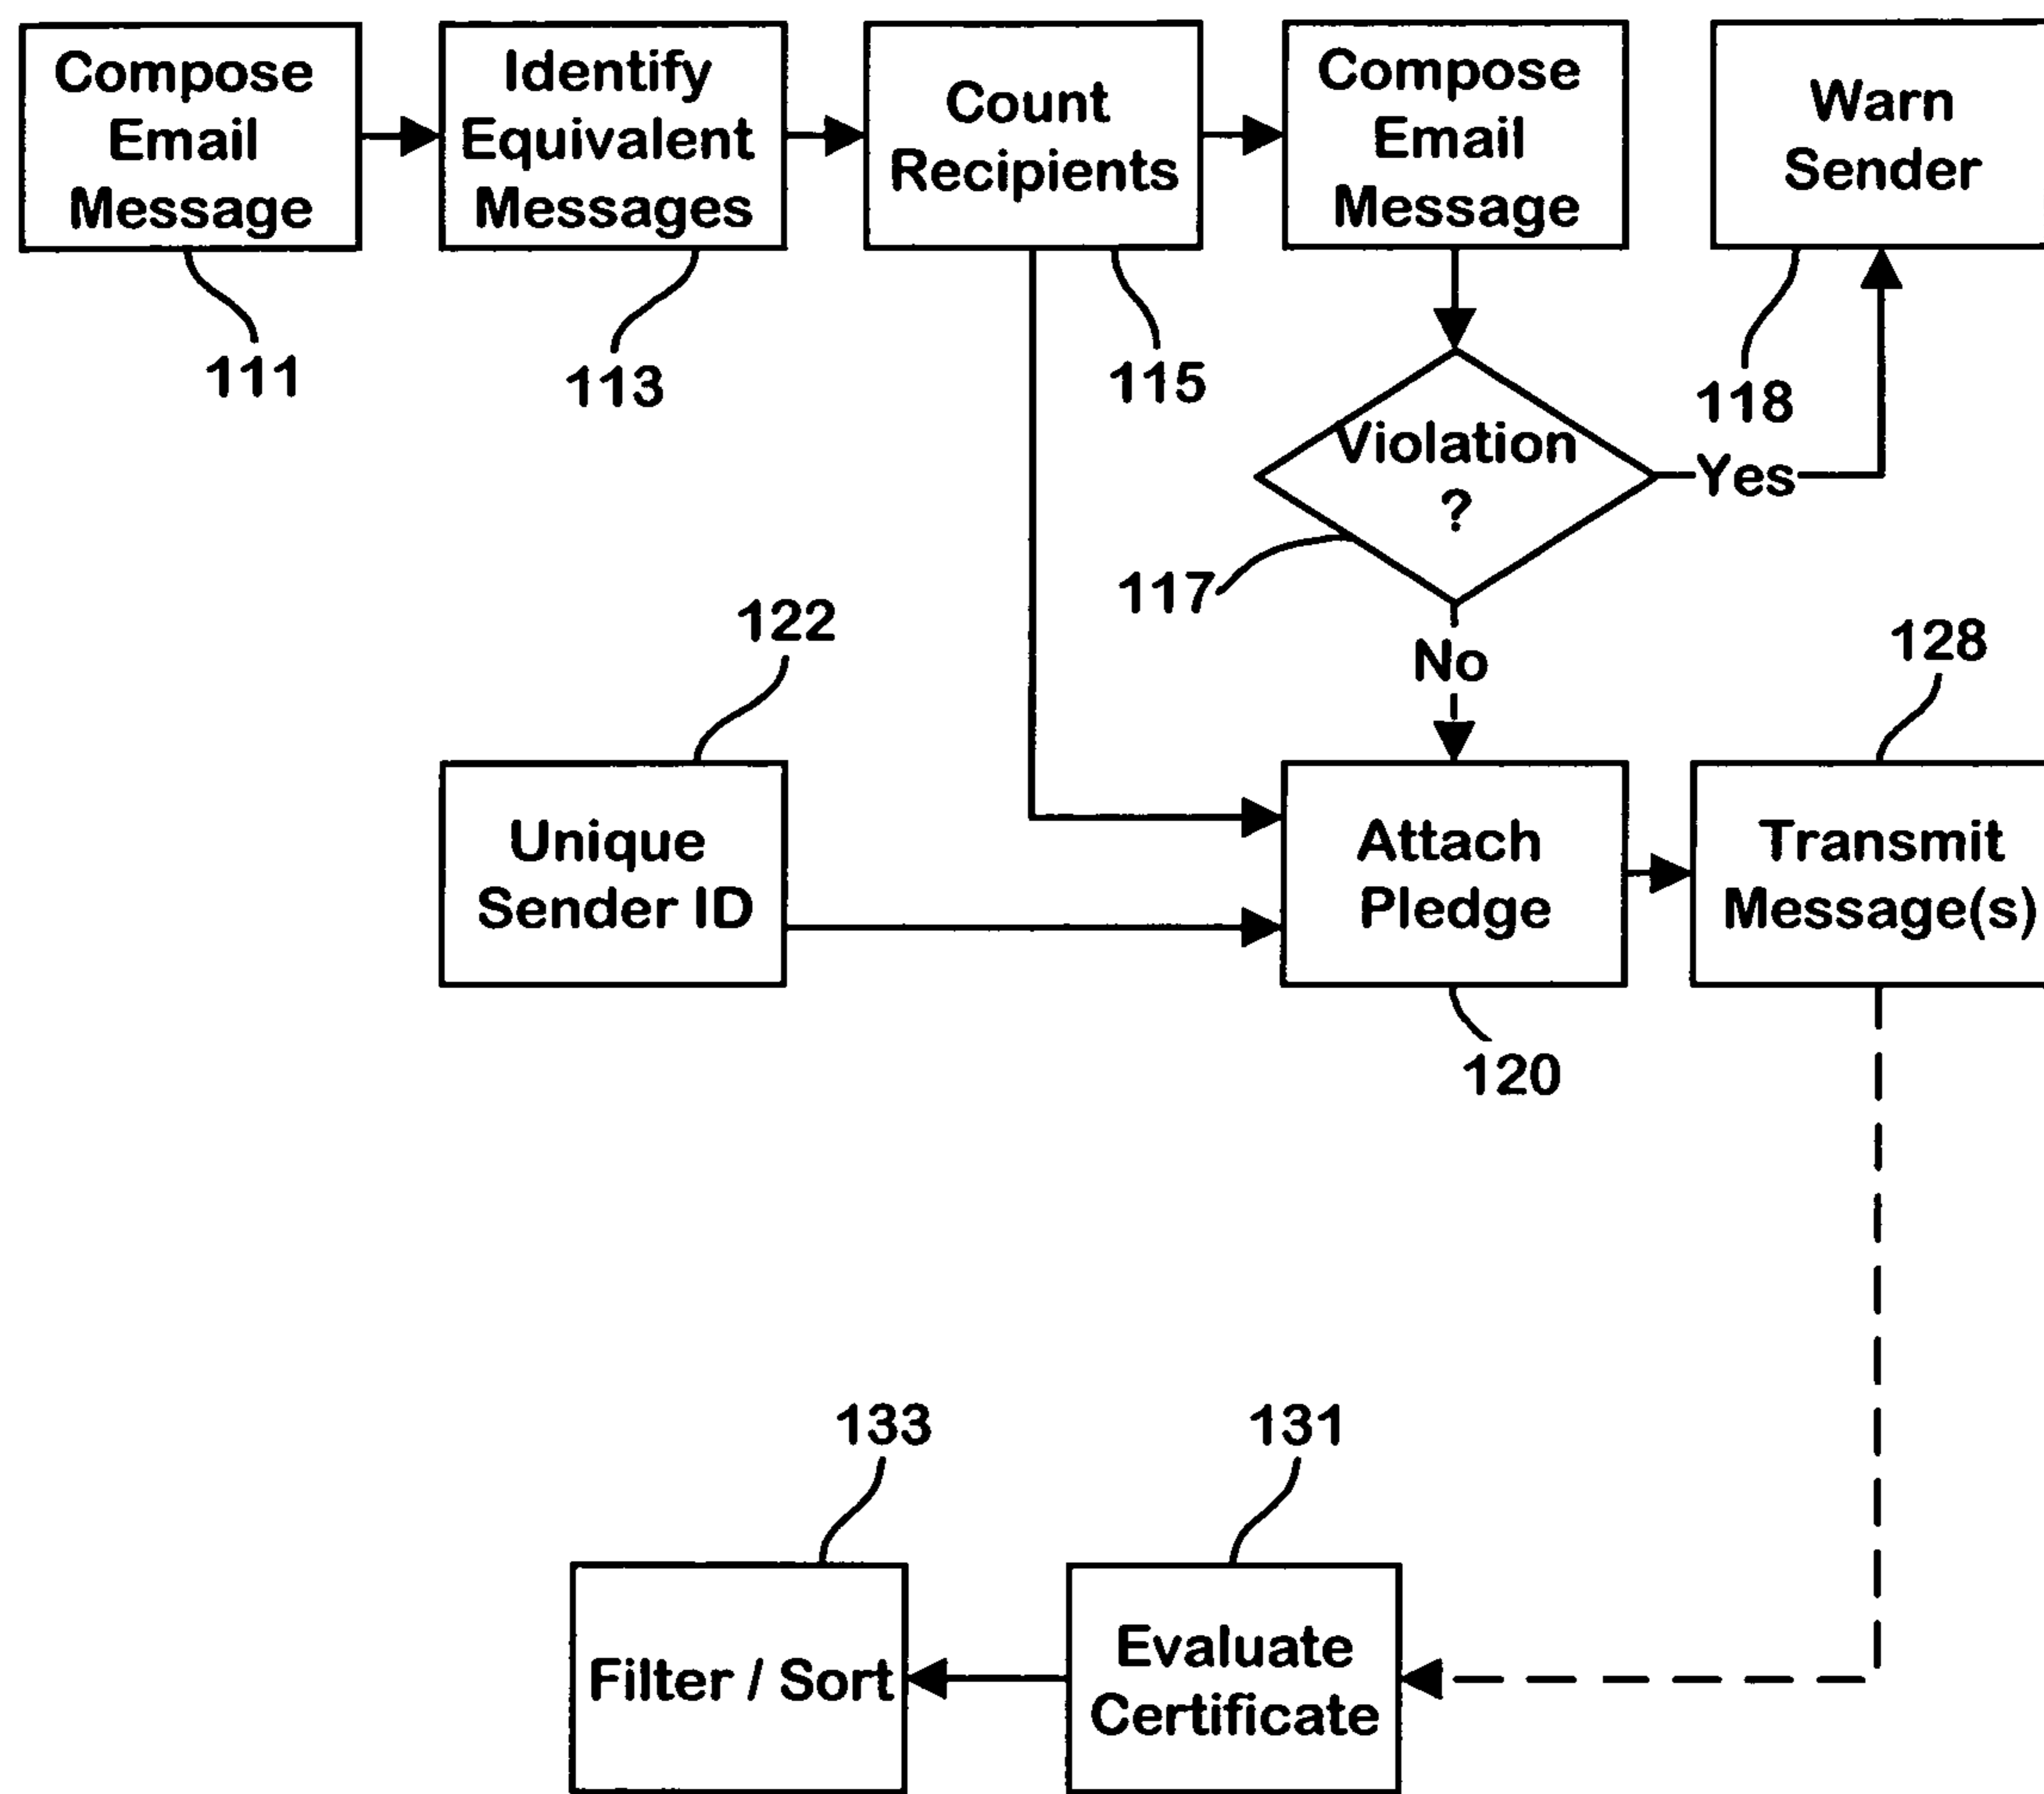 Compose
Email
Message
Identify
Equivalent
Messages
Count
Recipients
Compose
Email
Message
Warn
Sender
111
113
115
118
Violation
?
Yes
117
No
122
128
Unique
Sender ID
Attach
Pledge
Transmit
Message(s)
120
133
131
Filter / Sort
Evaluate
Certificate